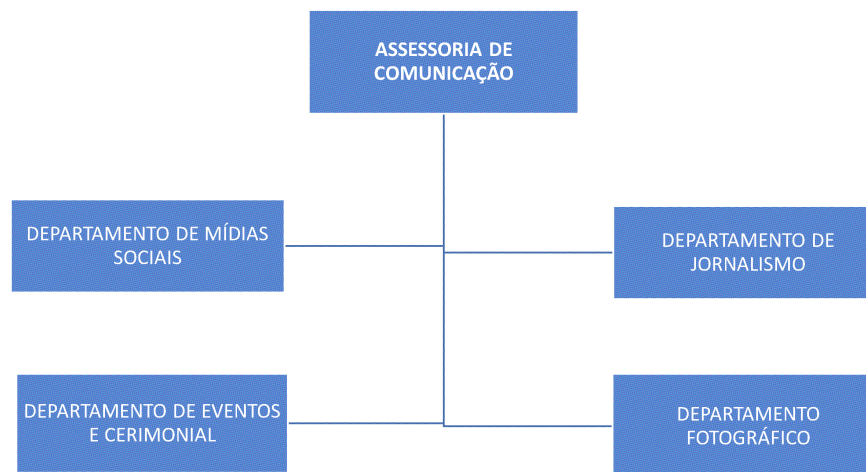 ASSESSORIA DE
COMUNICAÇÃO
DEPARTAMENTO DE MÍDIAS
SOCIAIS
DEPARTAMENTO DE
JORNALISMO
DEPARTAMENTO DE EVENTOS
E CERIMONIAL
DEPARTAMENTO
FOTOGRÁFICO